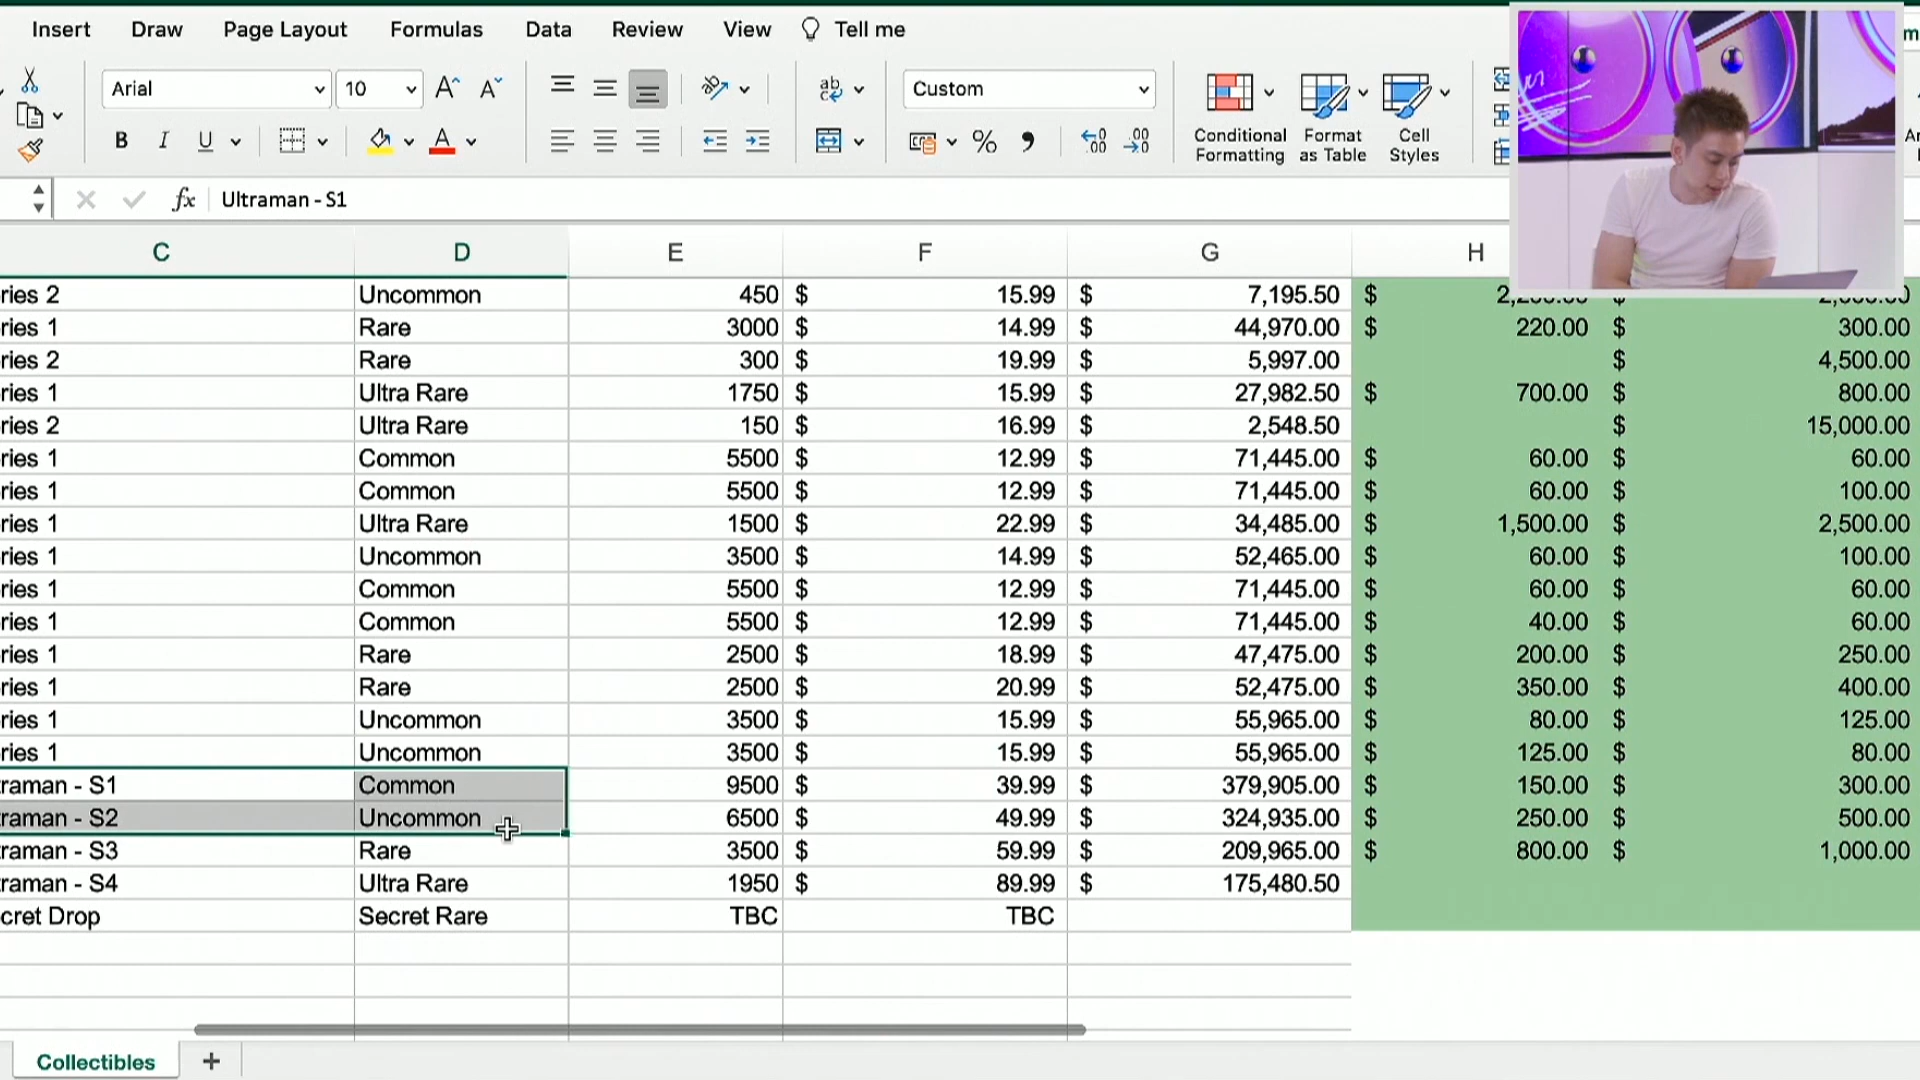 Insert Draw Page Layout Formulas Data Review View Tell me
Arial 10 A A Custom
B I U A % , .00 .00
Conditional Formatting Format as Table Cell Styles
fx Ultraman - S1
C D E F G H
ries 2 Uncommon 450 $ 15.99 $ 7,195.50 $
ries 1 Rare 3000 $ 14.99 $ 44,970.00 $ 220.00 $ 300.00
ries 2 Rare 300 $ 19.99 $ 5,997.00 $ 4,500.00
ries 1 Ultra Rare 1750 $ 15.99 $ 27,982.50 $ 700.00 $ 800.00
ries 2 Ultra Rare 150 $ 16.99 $ 2,548.50 $ 15,000.00
ries 1 Common 5500 $ 12.99 $ 71,445.00 $ 60.00 $ 60.00
ries 1 Common 5500 $ 12.99 $ 71,445.00 $ 60.00 $ 100.00
ries 1 Ultra Rare 1500 $ 22.99 $ 34,485.00 $ 1,500.00 $ 2,500.00
ries 1 Uncommon 3500 $ 14.99 $ 52,465.00 $ 60.00 $ 100.00
ries 1 Common 5500 $ 12.99 $ 71,445.00 $ 60.00 $ 60.00
ries 1 Common 5500 $ 12.99 $ 71,445.00 $ 40.00 $ 60.00
ries 1 Rare 2500 $ 18.99 $ 47,475.00 $ 200.00 $ 250.00
ries 1 Rare 2500 $ 20.99 $ 52,475.00 $ 350.00 $ 400.00
ries 1 Uncommon 3500 $ 15.99 $ 55,965.00 $ 80.00 $ 125.00
ries 1 Uncommon 3500 $ 15.99 $ 55,965.00 $ 125.00 $ 80.00
raman - S1 Common 9500 $ 39.99 $ 379,905.00 $ 150.00 $ 300.00
raman - S2 Uncommon 6500 $ 49.99 $ 324,935.00 $ 250.00 $ 500.00
raman - S3 Rare 3500 $ 59.99 $ 209,965.00 $ 800.00 $ 1,000.00
raman - S4 Ultra Rare 1950 $ 89.99 $ 175,480.50
cret Drop Secret Rare TBC TBC
Collectibles +